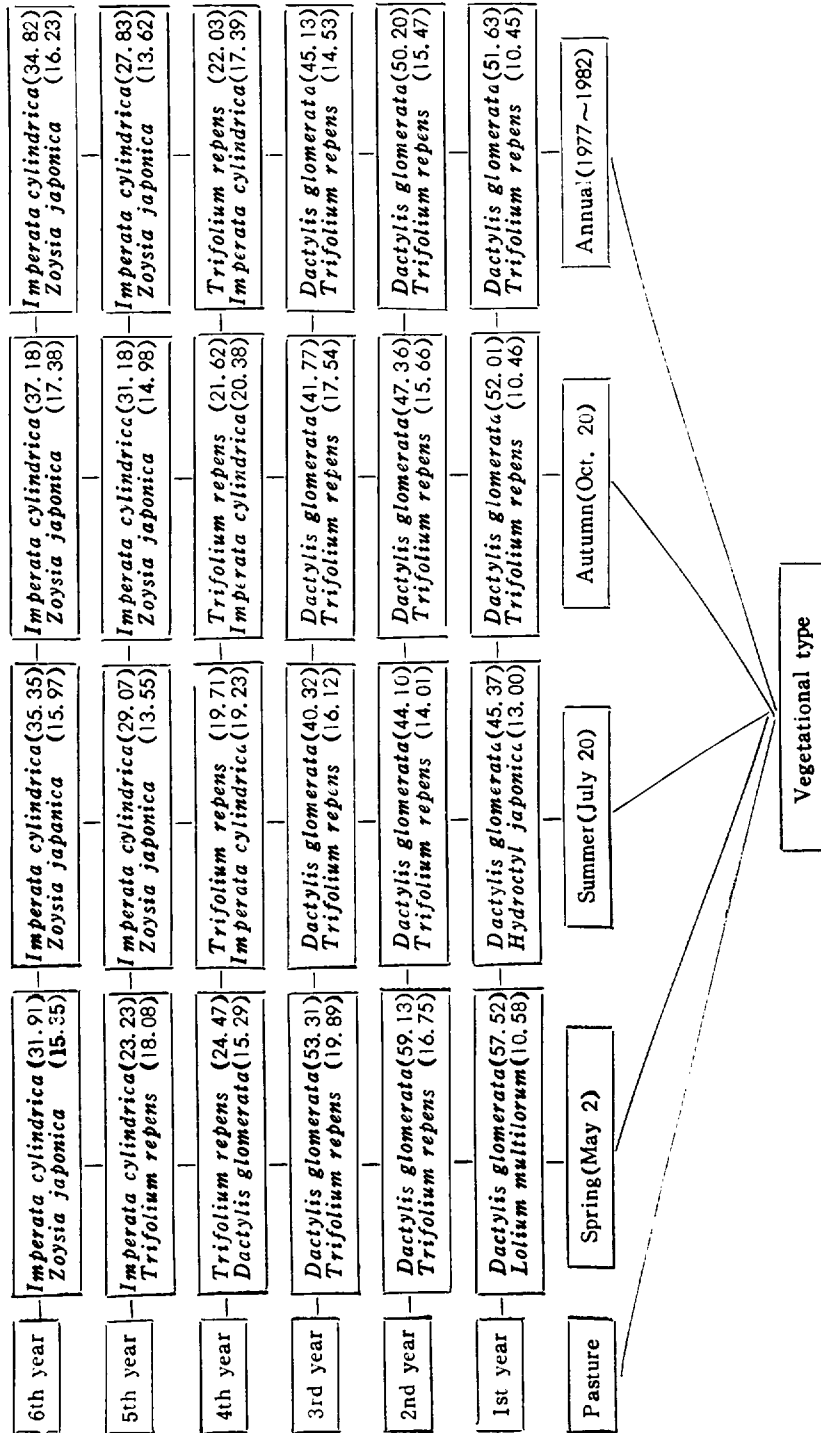 6th year
Imperata cylindrica (31.91)
Zoysia japonica (15.35)
Imperata cylindrica(35.35)
Zoysia japanica (15.97)
Imperata cylindrica(37.18)
Zoysia japonica (17.38)
Imperata cylindrica(34.82)
Zoysia japonica (16.23)
5th year
Imperata cylindrica(23.23)
Trifolium repens (18.08)
Imperata cylindrica(29.07)
Zoysia japonica (13.55)
Imperata cylindrica(31.18)
Zoysia japonica (14.98)
Imperata cylindrica(27.83)
Zoysia japonica (13.62)
4th year
Trifolium repens (24.47)
Dactylis glomerata(15.29)
Trifolium repens (19.71)
Imperata cylindrica(19.23)
Trifolium repens (21.62)
Imperata cylindrica(20.38)
Trifolium repens (22.03)
Imperata cylindrica(17.39)
3rd year
Dactylis glomerata(53.31)
Trifolium repens (19.89)
Dactylis glomerata(40.32)
Trifolium repens (16.12)
Dactylis glomerata(41.77)
Trifolium repens (17.54)
Dactylis glomerata(45.13)
Trifolium repens (14.53)
2nd year
Dactylis glomerata(59.13)
Trifolium repens (16.75)
Dactylis glomerata(44.10)
Trifolium repens (14.01)
Dactylis glomerata(47.36)
Trifolium repens (15.66)
Dactylis glomerata(50.20)
Trifolium repens (15.47)
1st year
Dactylis glomerata(57.52)
Lolium multilorum(10.58)
Dactylis glomerata(45.37)
Hydroctyl japonica(13.00)
Dactylis glomerata(52.01)
Trifolium repens (10.46)
Dactylis glomerata(51.63)
Trifolium repens (10.45)
Pasture
Spring(May 2)
Summer(July 20)
Autumn(Oct. 20)
Annual(1977~1982)
Vegetational type